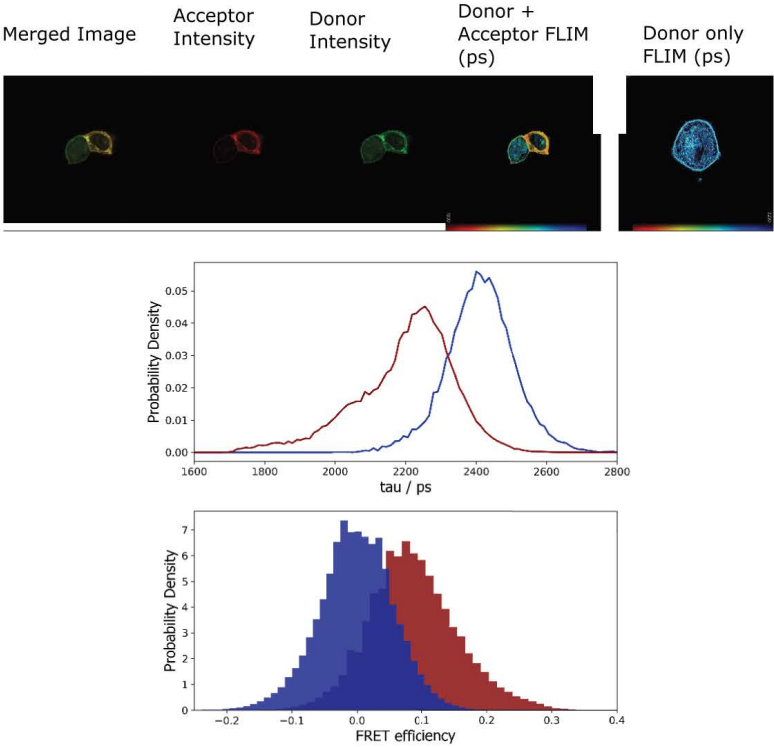 Merged Image
Acceptor
Intensity
Donor
Intensity
Donor +
Acceptor FLIM
(ps)
Donor only
FLIM (ps)
Probability Density
0.05
0.04
0.03
0.02
0.01
0.00
1600 1800 2000 2200 2400 2600 2800
tau / ps
Probability Density
7
6
5
4
3
2
1
0
−0.2 −0.1 0.0 0.1 0.2 0.3 0.4
FRET efficiency